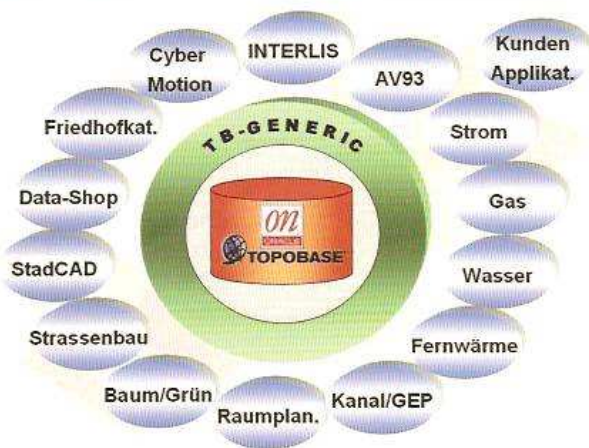 Cyber
Motion
INTERLIS
AV93
Kunden
Applikat.
Friedhofkat.
TB-GENERIC
Strom
Data-Shop
Gas
on
ORACLE
TOPOBASE
StadCAD
Wasser
Strassenbau
Fernwärme
Baum/Grün
Raumplan.
Kanal/GEP